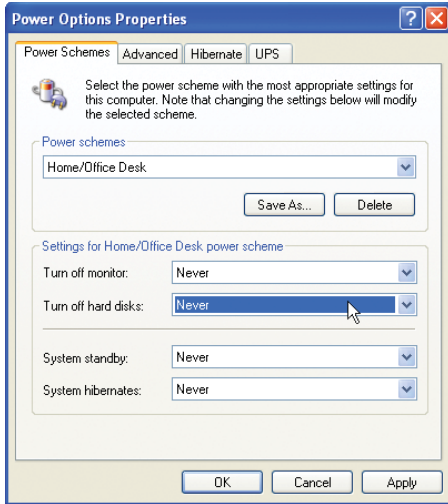 Power Options Properties
Power Schemes Advanced Hibernate UPS
Select the power scheme with the most appropriate settings for
this computer. Note that changing the settings below will modify
the selected scheme.
Power schemes
Home/Office Desk
Save As... Delete
Settings for Home/Office Desk power scheme
Turn off monitor: Never
Turn off hard disks: Never
System standby: Never
System hibernates: Never
OK Cancel Apply